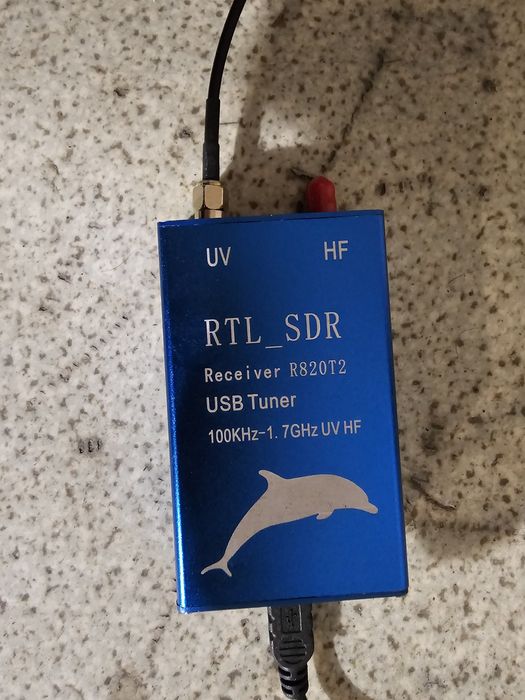 UV HF
RTL_SDR
Receiver R820T2
USB Tuner
100KHz-1.7GHz UV HF